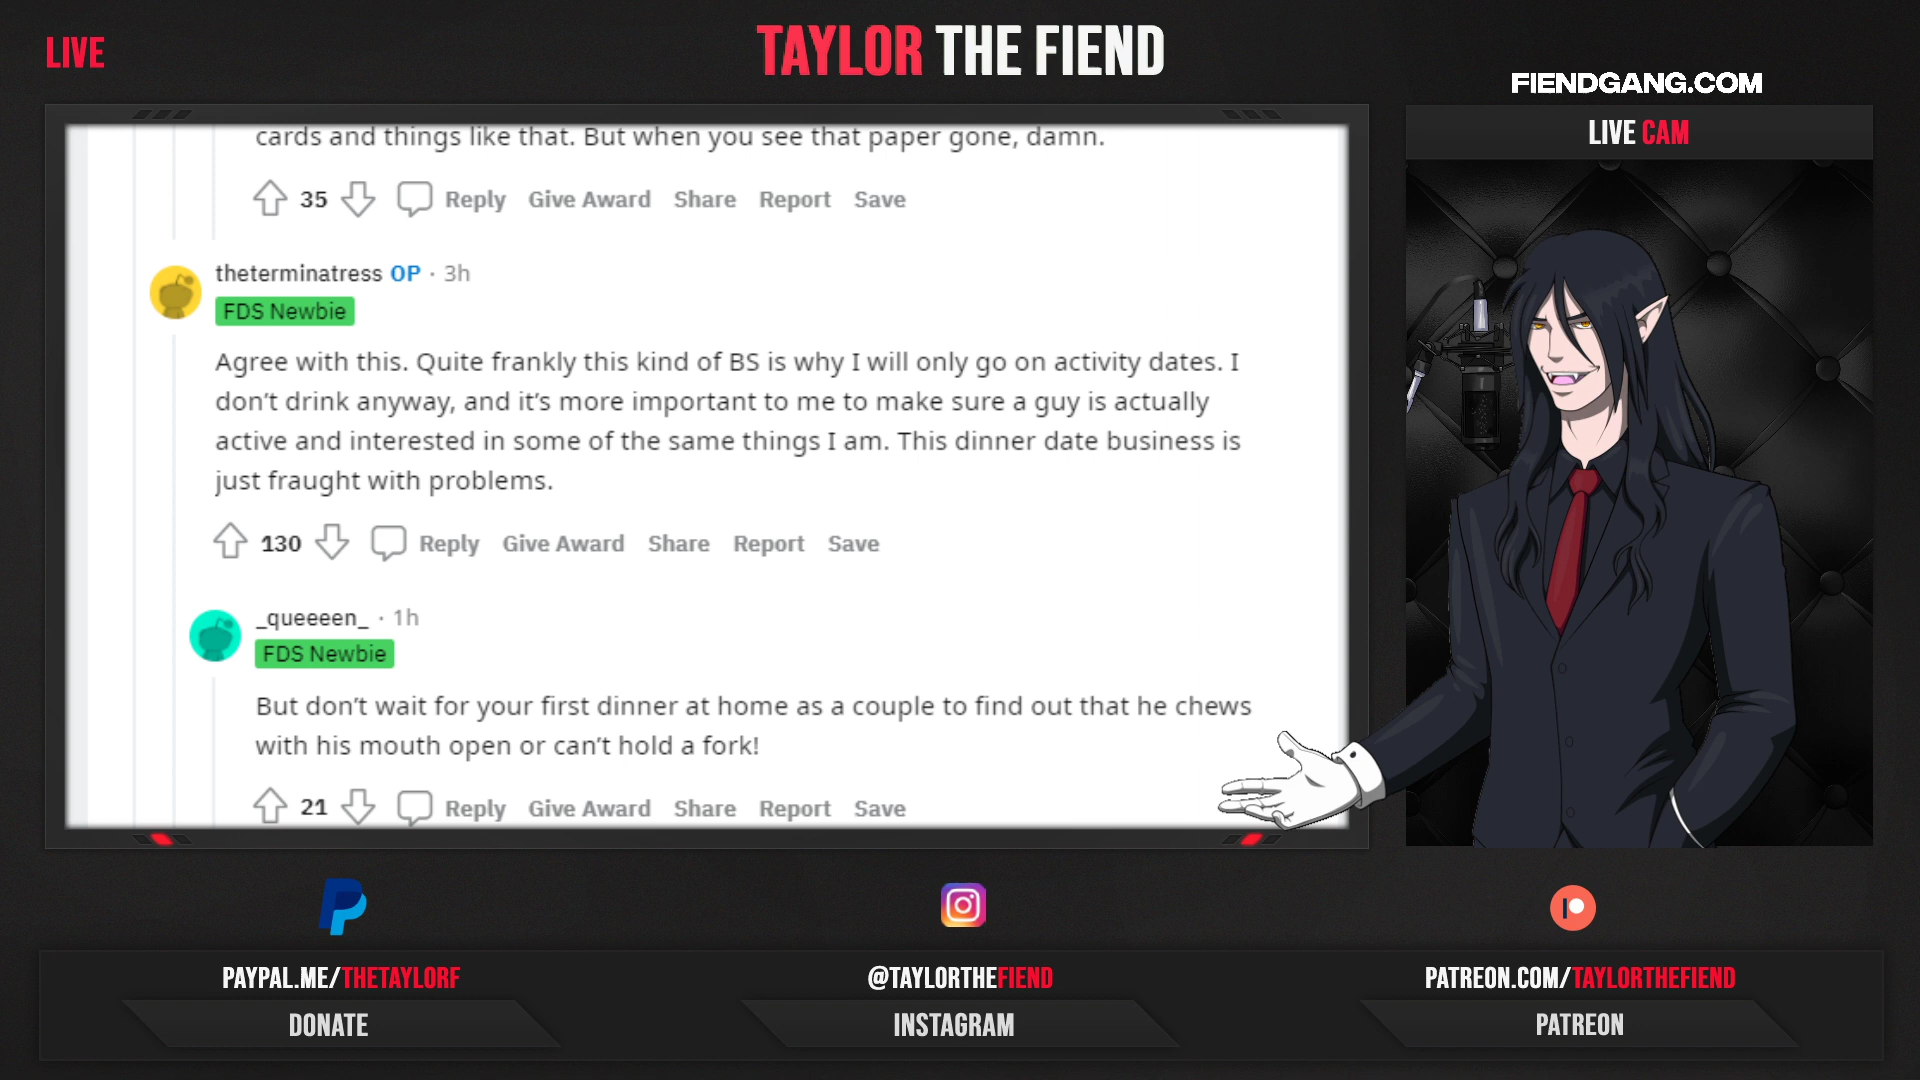 LIVE
TAYLOR THE FIEND
FIENDGANG.COM
LIVE CAM
cards and things like that. But when you see that paper gone, damn.
35 Reply Give Award Share Report Save
theterminatress OP · 3h
FDS Newbie
Agree with this. Quite frankly this kind of BS is why I will only go on activity dates. I
don’t drink anyway, and it’s more important to me to make sure a guy is actually
active and interested in some of the same things I am. This dinner date business is
just fraught with problems.
130 Reply Give Award Share Report Save
_queeeen_ · 1h
FDS Newbie
But don’t wait for your first dinner at home as a couple to find out that he chews
with his mouth open or can’t hold a fork!
21 Reply Give Award Share Report Save
PAYPAL.ME/THETAYLORF
DONATE
@TAYLORTHEFIEND
INSTAGRAM
PATREON.COM/TAYLORTHEFIEND
PATREON